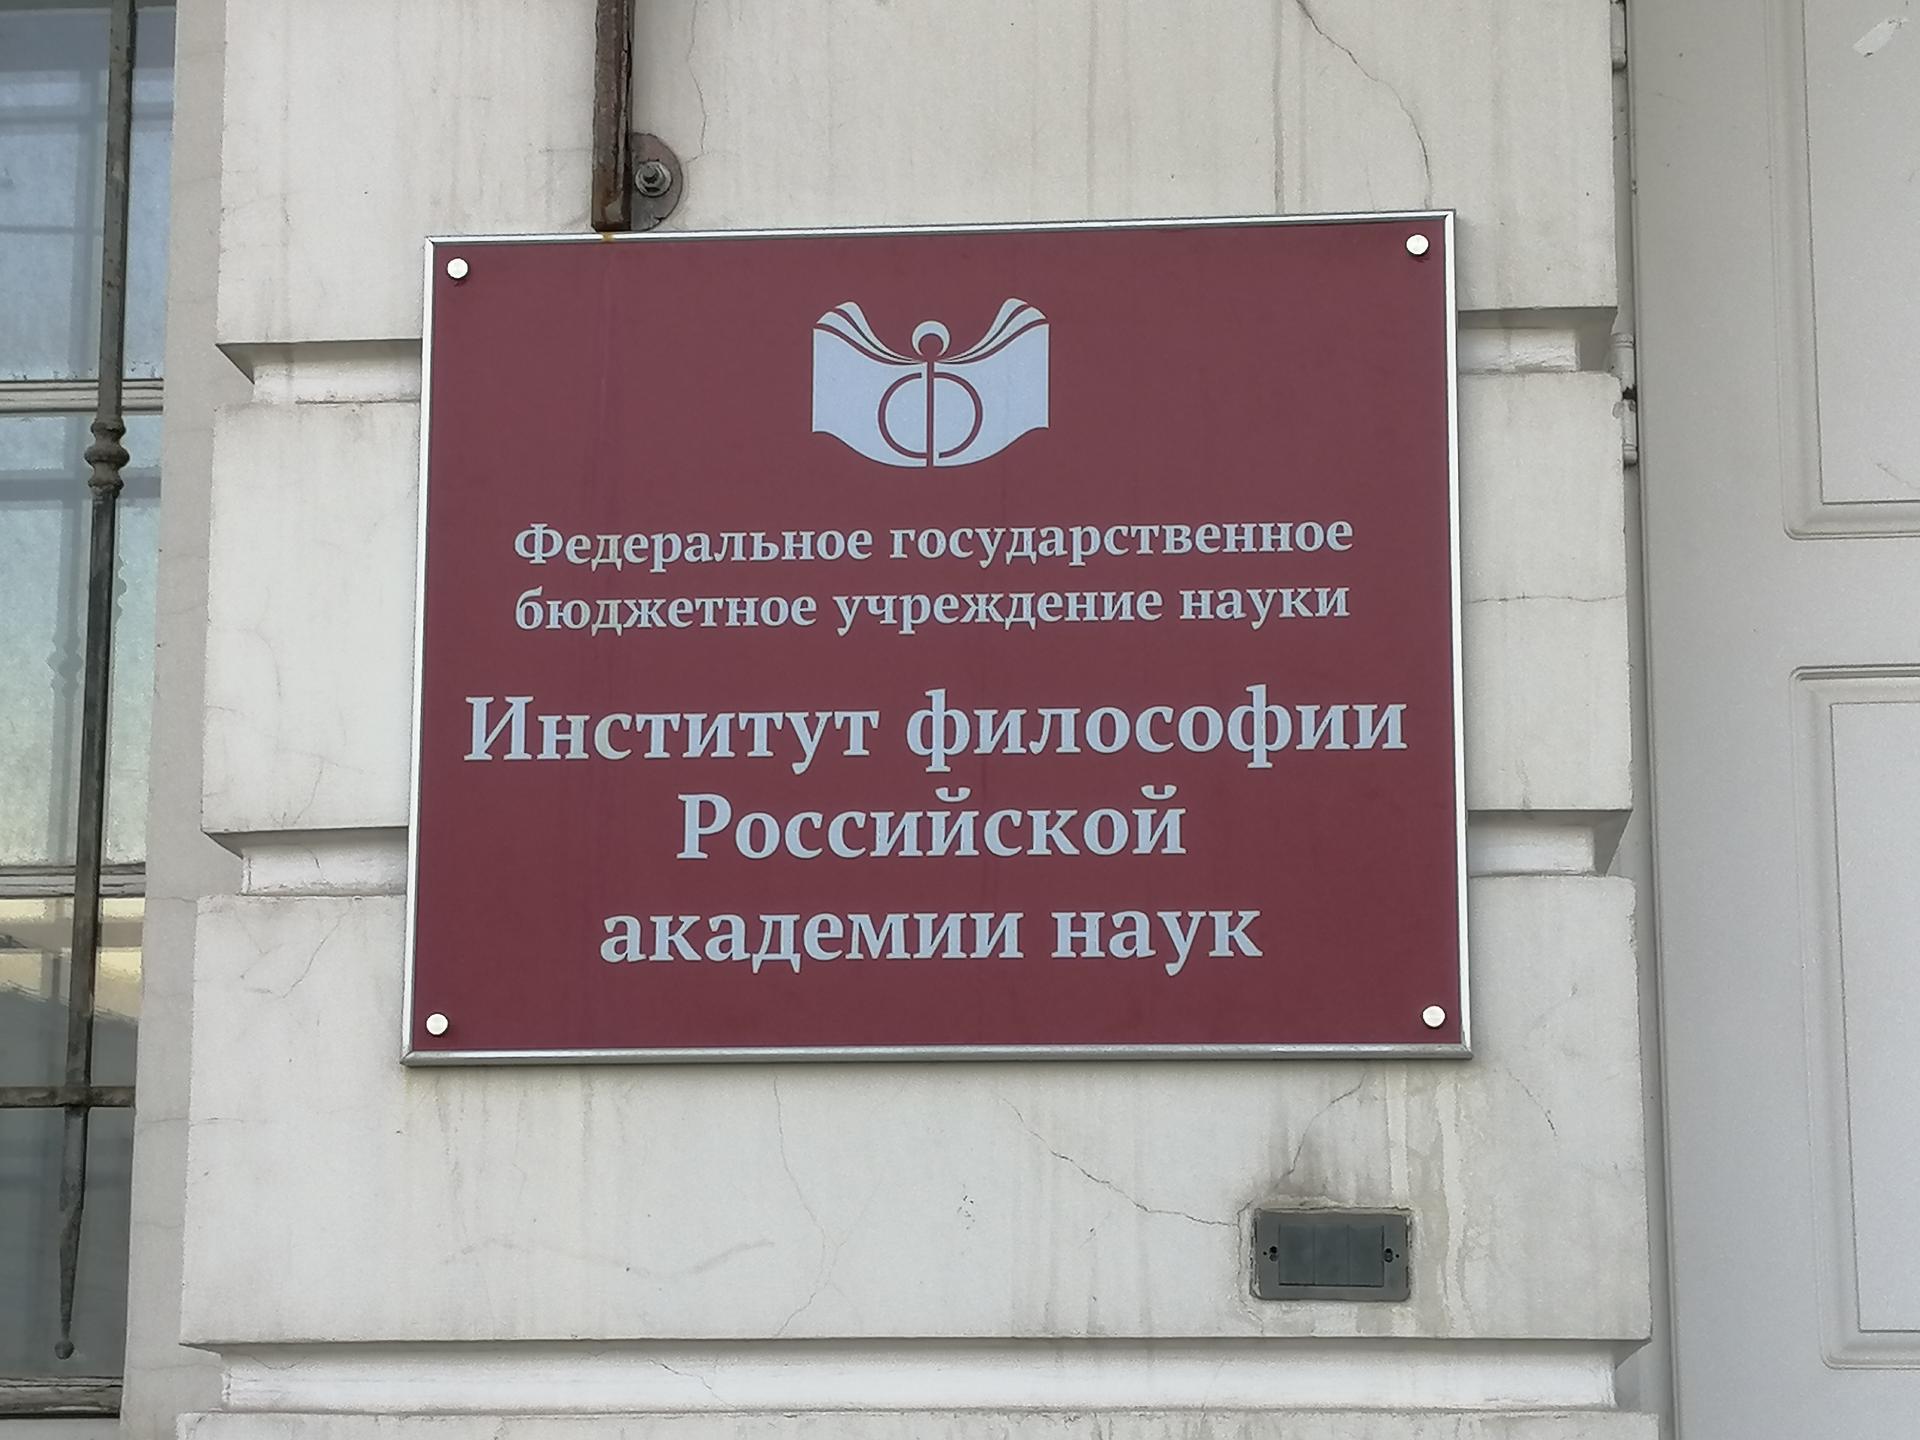 Федеральное государственное
бюджетное учреждение науки
Институт философии
Российской
академии наук